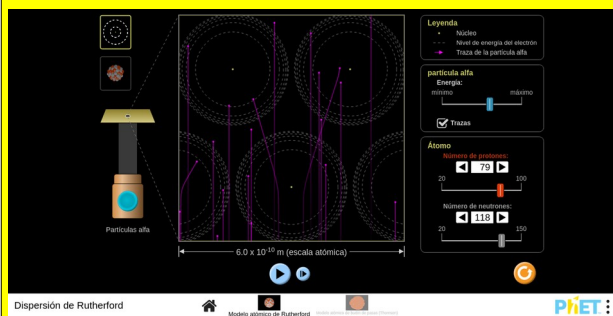 Leyenda
Núcleo
Nivel de energía del electrón
Traza de la partícula alfa
partícula alfa
Energía:
mínimo máximo
Trazas
Átomo
Número de protones:
79
20 100
Número de neutrones:
118
20 150
Partículas alfa
6.0 x 10⁻¹⁰ m (escala atómica)
Dispersión de Rutherford
Modelo atómico de Rutherford
PhET